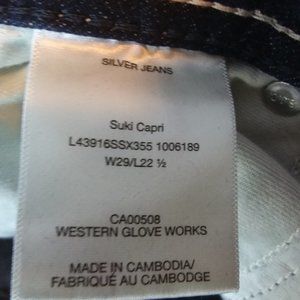 SILVER JEANS
Suki Capri
L43916SSX355 1006189
W29/L22 ½
CA00508
WESTERN GLOVE WORKS
MADE IN CAMBODIA/
FABRIQUÉ AU CAMBODGE